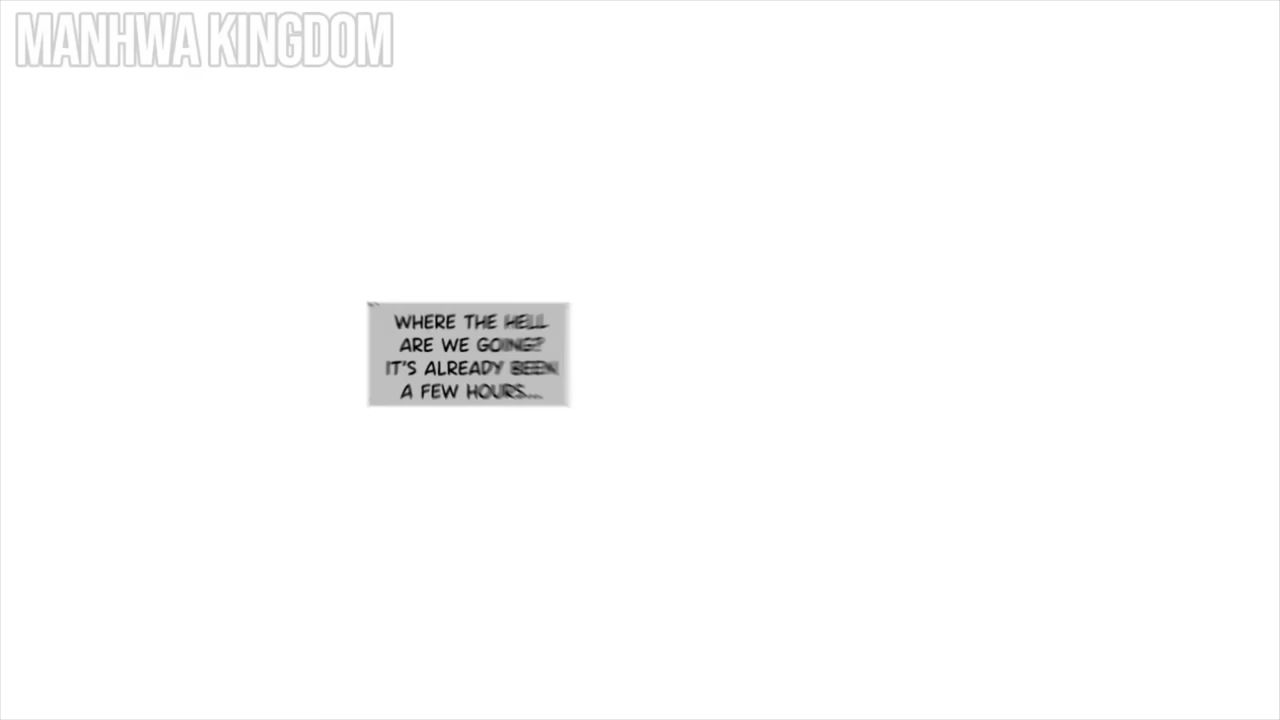 MANHWA KINGDOM
WHERE THE HELL
ARE WE GOING?
IT'S ALREADY BEEN
A FEW HOURS...